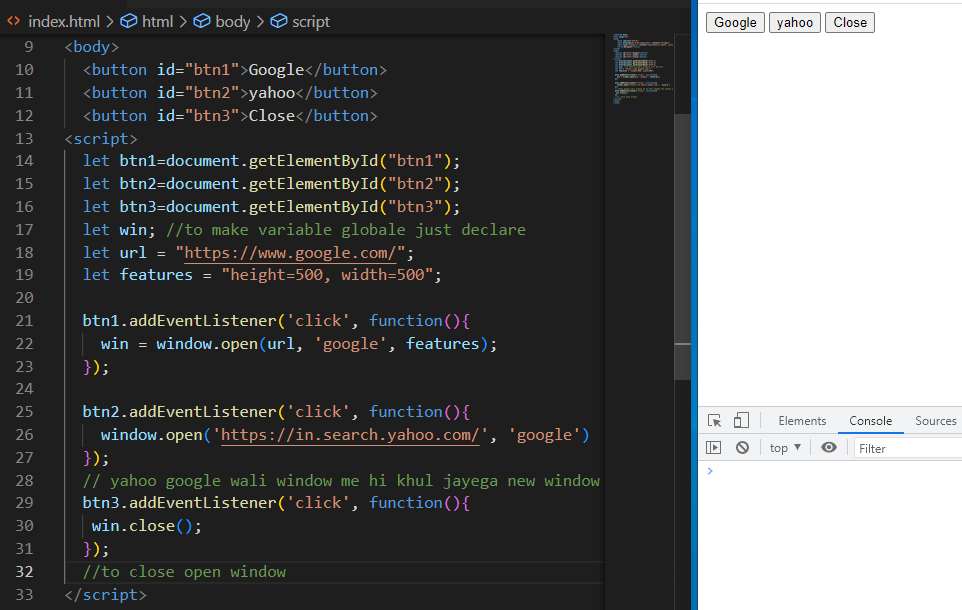 index.html > html > body > script
9 <body>
10 <button id="btn1">Google</button>
11 <button id="btn2">yahoo</button>
12 <button id="btn3">Close</button>
13 <script>
14 let btn1=document.getElementById("btn1");
15 let btn2=document.getElementById("btn2");
16 let btn3=document.getElementById("btn3");
17 let win; //to make variable globale just declare
18 let url = "https://www.google.com/";
19 let features = "height=500, width=500";
20
21 btn1.addEventListener('click', function(){
22 win = window.open(url, 'google', features);
23 });
24
25 btn2.addEventListener('click', function(){
26 window.open('https://in.search.yahoo.com/', 'google')
27 });
28 // yahoo google wali window me hi khul jayega new window
29 btn3.addEventListener('click', function(){
30 win.close();
31 });
32 //to close open window
33 </script>
Google yahoo Close
Elements Console Sources
top Filter